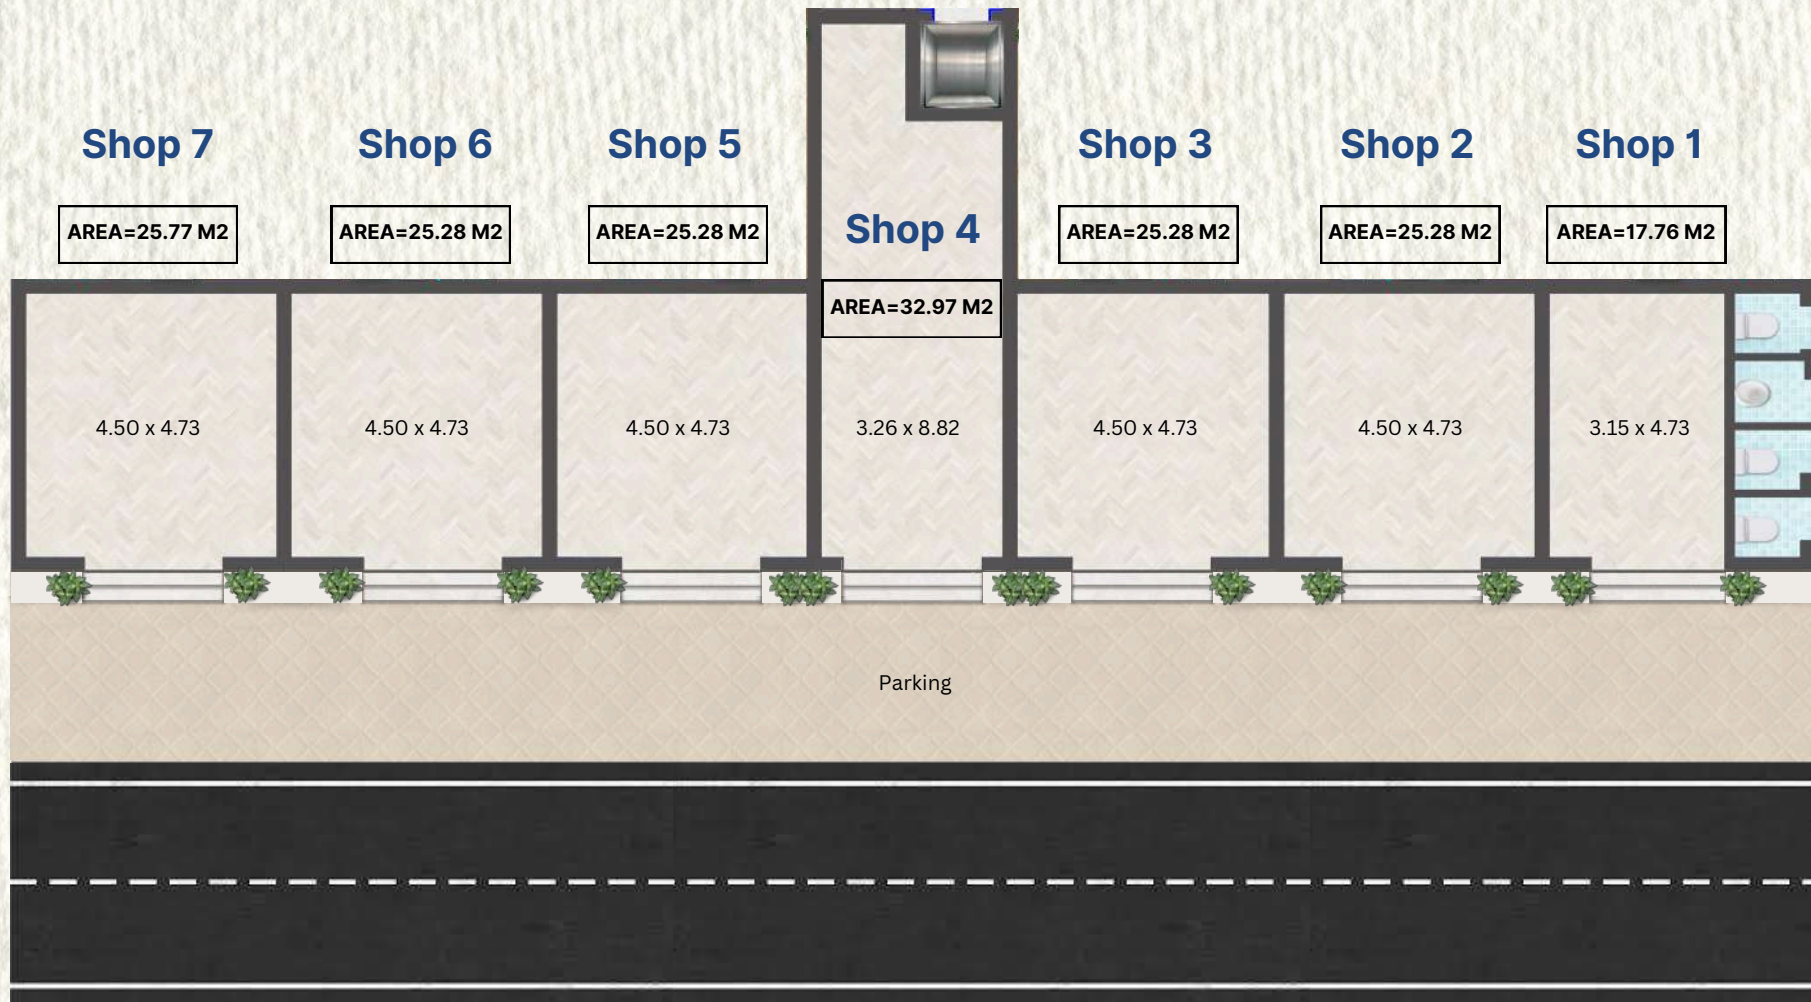 Shop 7
Shop 6
Shop 5
Shop 3
Shop 2
Shop 1
AREA=25.77 M2
AREA=25.28 M2
AREA=25.28 M2
Shop 4
AREA=25.28 M2
AREA=25.28 M2
AREA=17.76 M2
AREA=32.97 M2
4.50 x 4.73
4.50 x 4.73
4.50 x 4.73
3.26 x 8.82
4.50 x 4.73
4.50 x 4.73
3.15 x 4.73
Parking